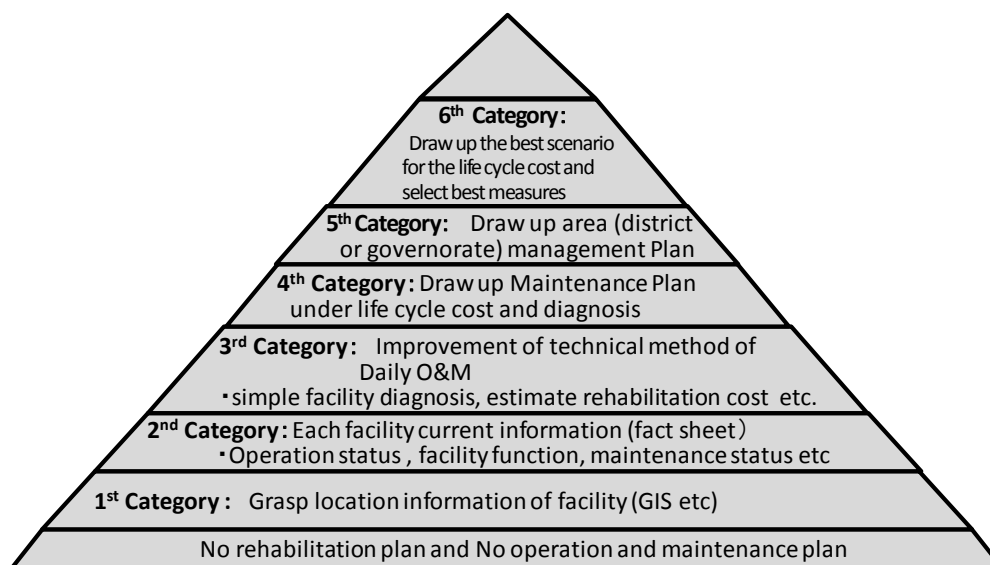 6th Category:
Draw up the best scenario
for the life cycle cost and
select best measures
5th Category: Draw up area (district
or governorate) management Plan
4th Category: Draw up Maintenance Plan
under life cycle cost and diagnosis
3rd Category: Improvement of technical method of
Daily O&M
・simple facility diagnosis, estimate rehabilitation cost etc.
2nd Category: Each facility current information (fact sheet)
・Operation status , facility function, maintenance status etc
1st Category : Grasp location information of facility (GIS etc)
No rehabilitation plan and No operation and maintenance plan